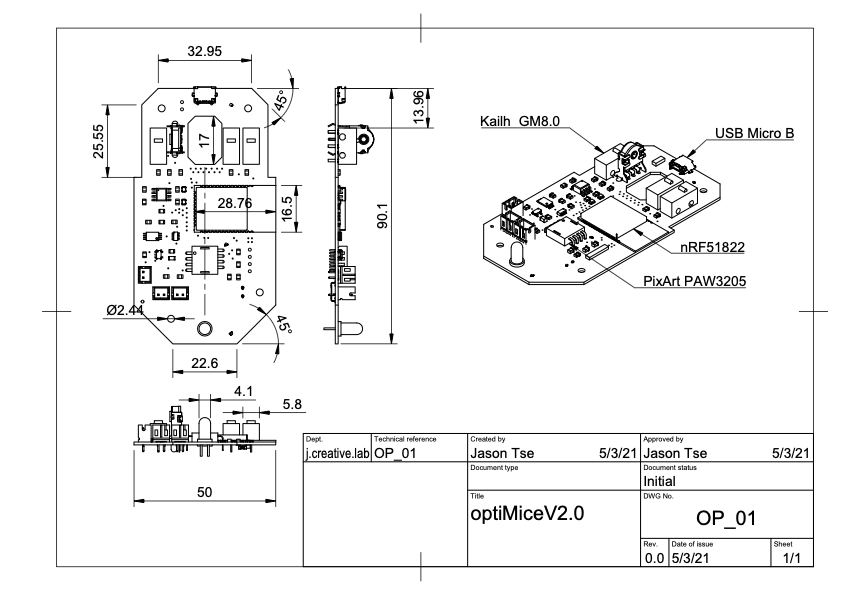 32.95
45°
13.96
25.55
17
Kailh GM8.0
USB Micro B
28.76
16.5
90.1
nRF51822
PixArt PAW3205
Ø2.44
45°
22.6
4.1
5.8
50
Dept.
j.creative.lab
Technical reference
OP_01
Created by
Jason Tse 5/3/21
Approved by
Jason Tse 5/3/21
Document type
Document status
Initial
Title
optiMiceV2.0
DWG No.
OP_01
Rev.
0.0
Date of issue
5/3/21
Sheet
1/1